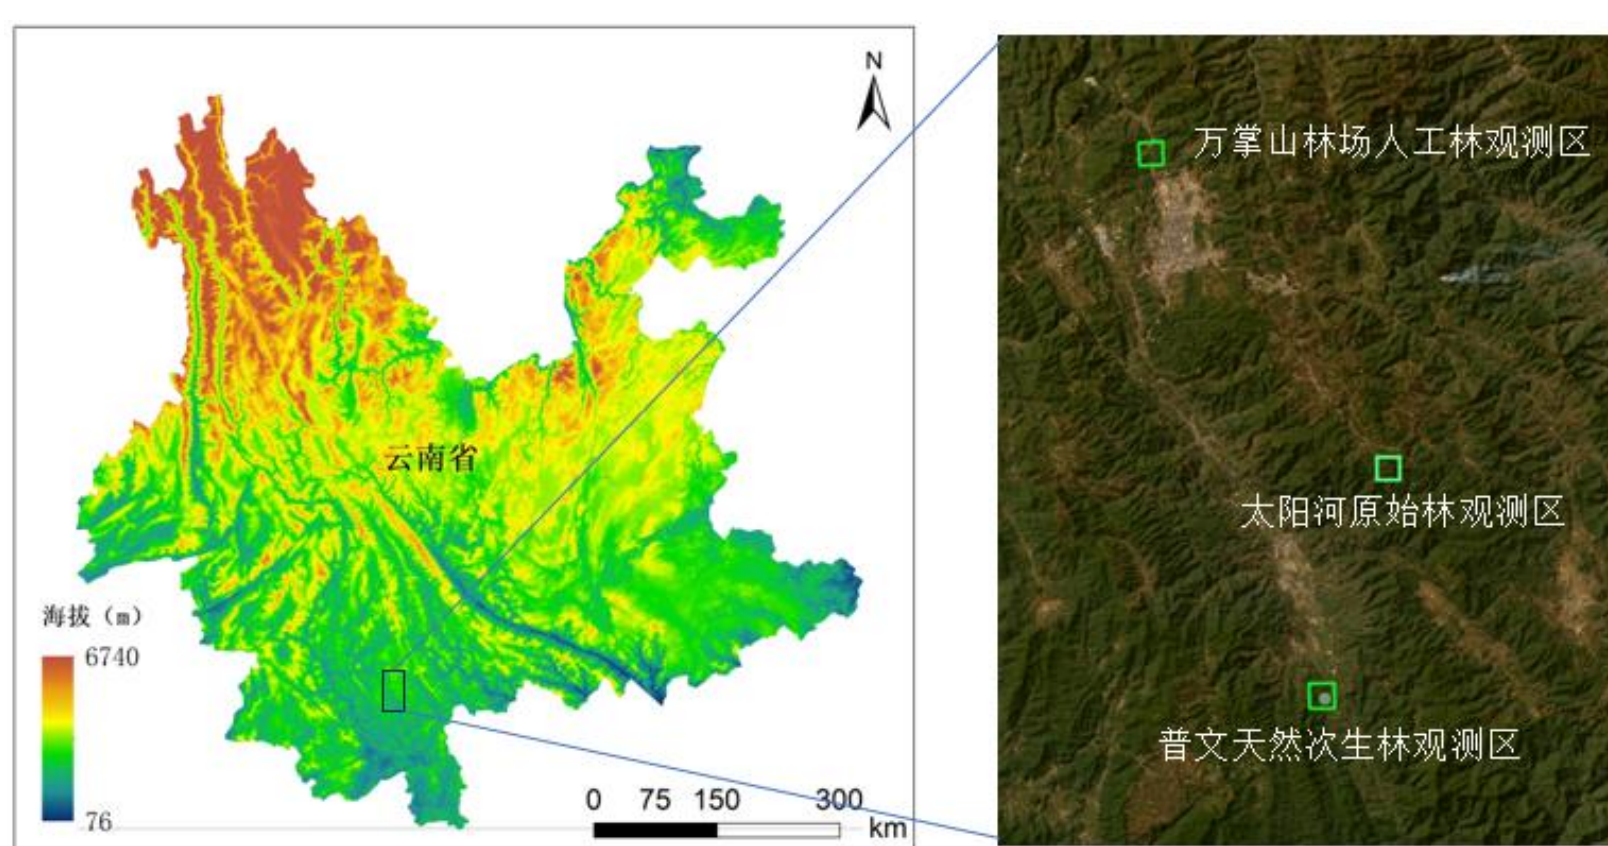 N
万掌山林场人工林观测区
云南省
太阳河原始林观测区
海拔（m）
6740
普文天然次生林观测区
0 75 150 300
76
km